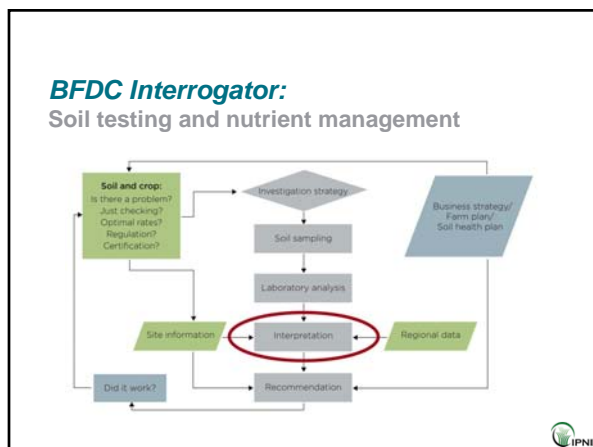 BFDC Interrogator:
Soil testing and nutrient management
Soil and crop:
Is there a problem?
Just checking?
Optimal rates?
Regulation?
Certification?
Investigation strategy
Business strategy/
Farm plan/
Soil health plan
Soil sampling
Laboratory analysis
Site information
Interpretation
Regional data
Did it work?
Recommendation
IPNI